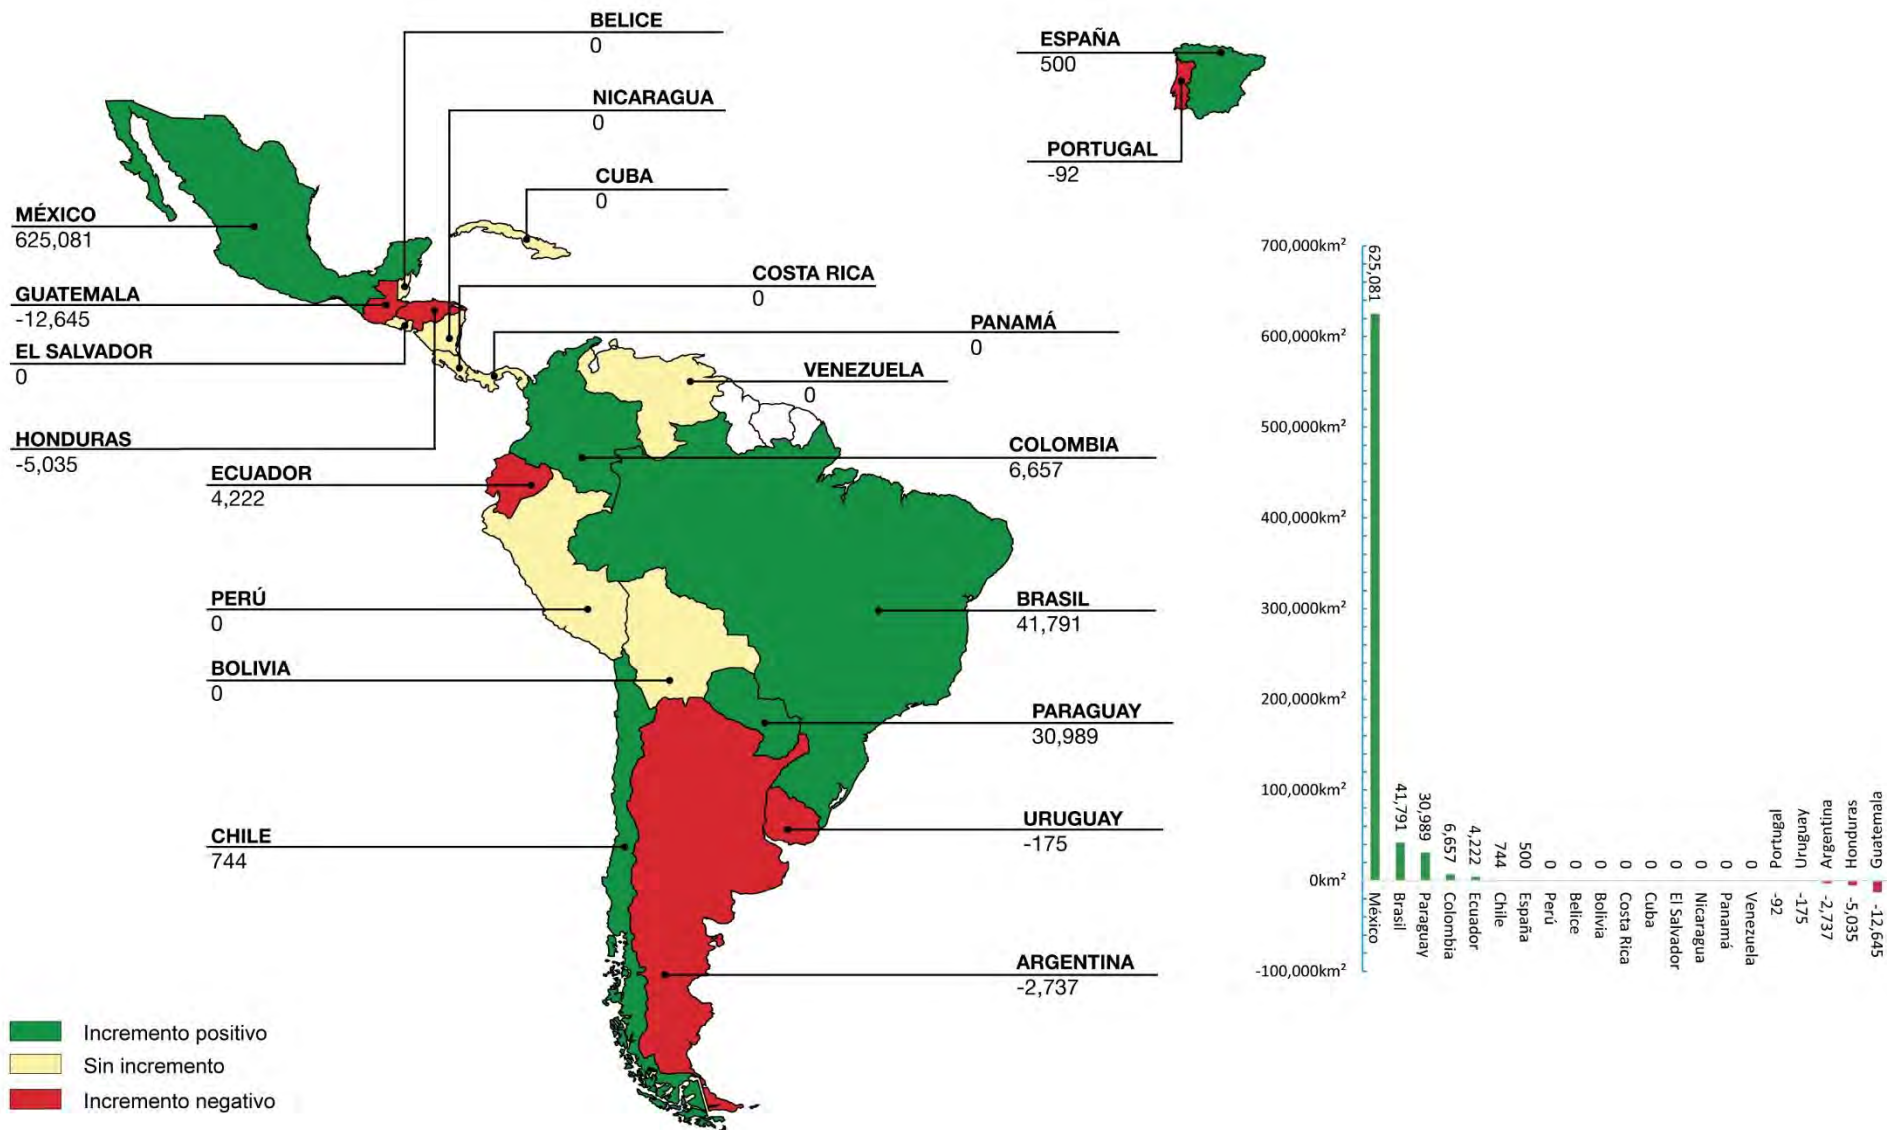 BELICE
0
NICARAGUA
0
CUBA
0
MÉXICO
625,081
GUATEMALA
-12,645
EL SALVADOR
0
HONDURAS
-5,035
COSTA RICA
0
PANAMÁ
0
VENEZUELA
0
COLOMBIA
6,657
ECUADOR
4,222
PERÚ
0
BRASIL
41,791
BOLIVIA
0
PARAGUAY
30,989
URUGUAY
-175
CHILE
744
ARGENTINA
-2,737
ESPAÑA
500
PORTUGAL
-92
Incremento positivo
Sin incremento
Incremento negativo
700,000km²
600,000km²
500,000km²
400,000km²
300,000km²
200,000km²
100,000km²
0km²
-100,000km²
625,081
México
41,791
Brasil
30,989
Paraguay
6,657
Colombia
4,222
Ecuador
744
Chile
500
España
0
Perú
0
Belice
0
Bolivia
0
Costa Rica
0
Cuba
0
El Salvador
0
Nicaragua
0
Panamá
0
Venezuela
Portugal
-92
Uruguay
-175
Argentina
-2,737
Honduras
-5,035
Guatemala
-12,645